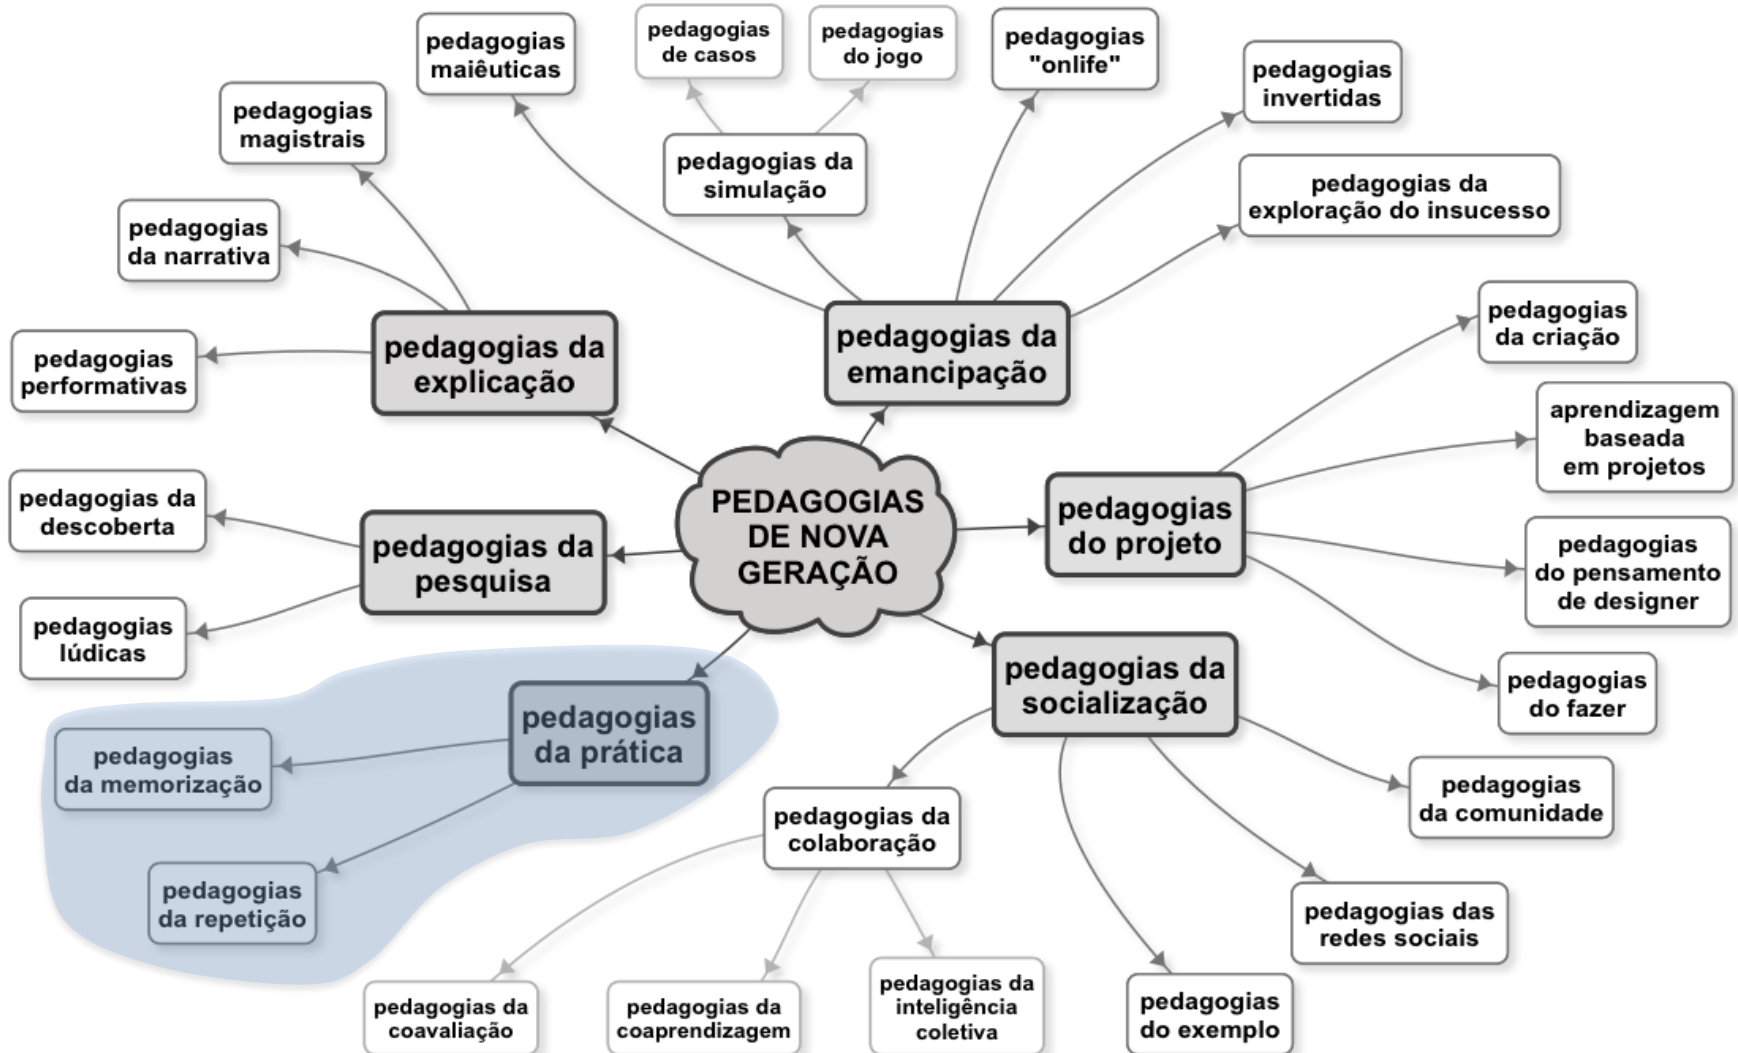 PEDAGOGIAS
DE NOVA
GERAÇÃO
pedagogias da
explicação
pedagogias
maiêuticas
pedagogias
magistrais
pedagogias
da narrativa
pedagogias
performativas
pedagogias da
emancipação
pedagogias da
simulação
pedagogias
de casos
pedagogias
do jogo
pedagogias
"onlife"
pedagogias
invertidas
pedagogias da
exploração do insucesso
pedagogias
do projeto
pedagogias
da criação
aprendizagem
baseada
em projetos
pedagogias
do pensamento
de designer
pedagogias
do fazer
pedagogias da
socialização
pedagogias
da comunidade
pedagogias das
redes sociais
pedagogias
do exemplo
pedagogias da
colaboração
pedagogias da
inteligência
coletiva
pedagogias da
coaprendizagem
pedagogias da
coavaliação
pedagogias
da prática
pedagogias
da memorização
pedagogias
da repetição
pedagogias da
pesquisa
pedagogias da
descoberta
pedagogias
lúdicas